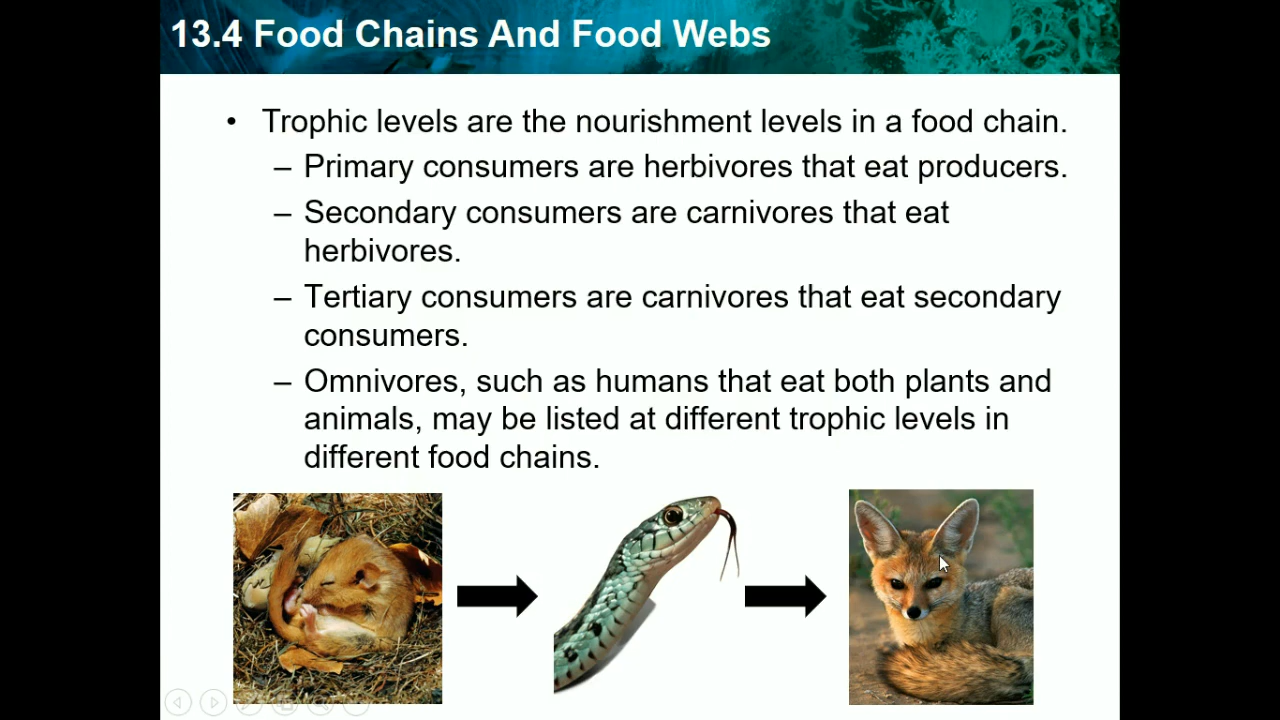 13.4 Food Chains And Food Webs
• Trophic levels are the nourishment levels in a food chain.
– Primary consumers are herbivores that eat producers.
– Secondary consumers are carnivores that eat
herbivores.
– Tertiary consumers are carnivores that eat secondary
consumers.
– Omnivores, such as humans that eat both plants and
animals, may be listed at different trophic levels in
different food chains.